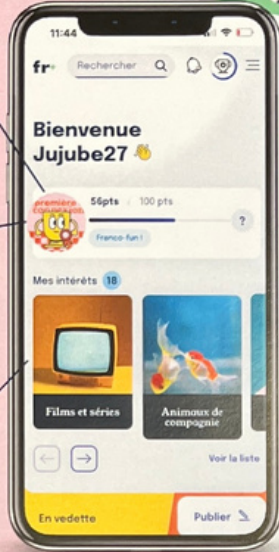 11:44
fr+ Rechercher
Bienvenue
Jujube27
56pts 100 pts
première
?
Franco-fun !
Mes intérêts 18
Films et séries
Animaux de
compagnie
Voir la liste
En vedette
Publier